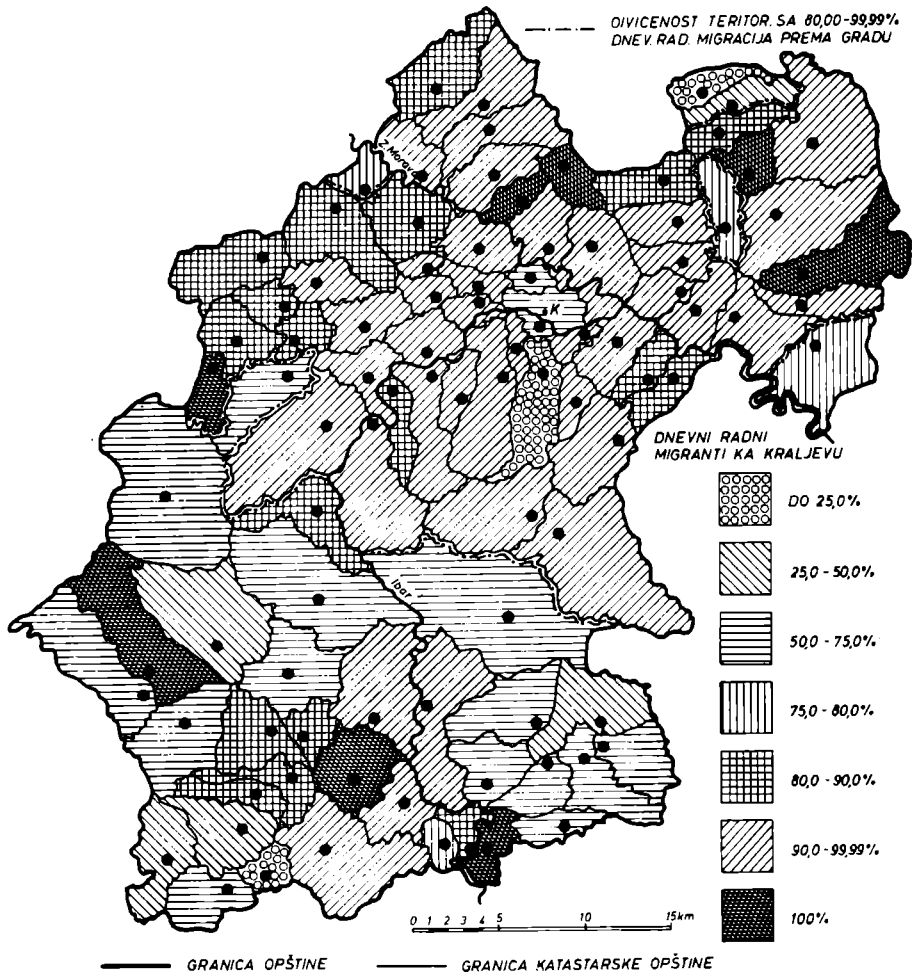 DIVIČENOST TERITOR. SA 80,00-99,99%
DNEV. RAD. MIGRACIJA PREMA GRADU
Z. Morava
K
Ibar
DNEVNI RADNI
MIGRANTI KA KRALJEVU
DO 25,0%
25,0-50,0%
50,0-75,0%
75,0-80,0%
80,0-90,0%
90,0-99,99%
100%
0 1 2 3 4 5 10 15km
GRANICA OPŠTINE
GRANICA KATASTARSKE OPŠTINE